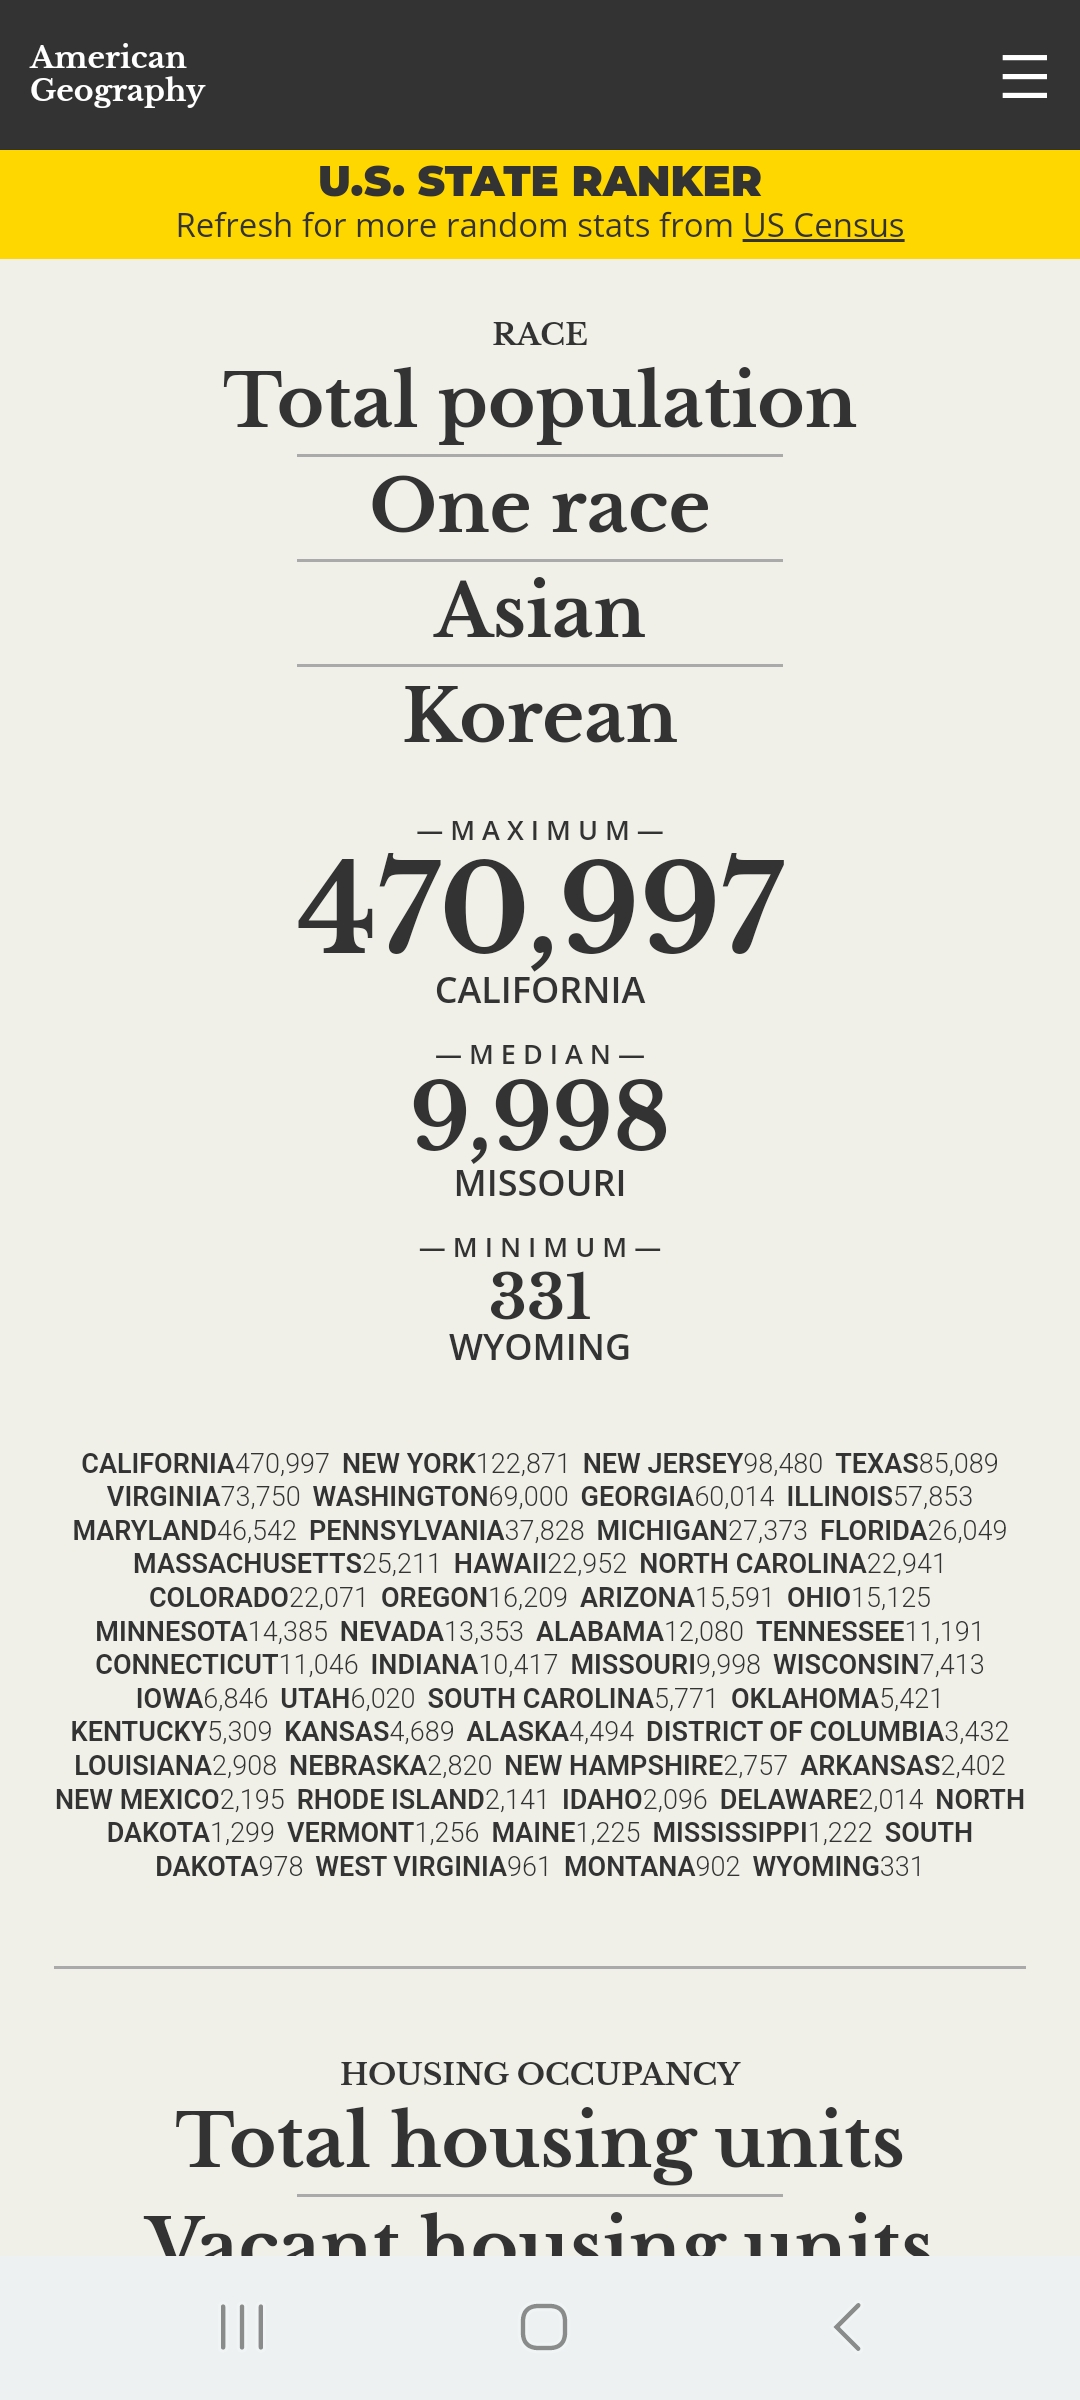 American
Geography
U.S. STATE RANKER
Refresh for more random stats from US Census
RACE
Total population
One race
Asian
Korean
—MAXIMUM—
470,997
CALIFORNIA
—MEDIAN—
9,998
MISSOURI
—MINIMUM—
331
WYOMING
CALIFORNIA470,997 NEW YORK122,871 NEW JERSEY98,480 TEXAS85,089
VIRGINIA73,750 WASHINGTON69,000 GEORGIA60,014 ILLINOIS57,853
MARYLAND46,542 PENNSYLVANIA37,828 MICHIGAN27,373 FLORIDA26,049
MASSACHUSETTS25,211 HAWAII22,952 NORTH CAROLINA22,941
COLORADO22,071 OREGON16,209 ARIZONA15,591 OHIO15,125
MINNESOTA14,385 NEVADA13,353 ALABAMA12,080 TENNESSEE11,191
CONNECTICUT11,046 INDIANA10,417 MISSOURI9,998 WISCONSIN7,413
IOWA6,846 UTAH6,020 SOUTH CAROLINA5,771 OKLAHOMA5,421
KENTUCKY5,309 KANSAS4,689 ALASKA4,494 DISTRICT OF COLUMBIA3,432
LOUISIANA2,908 NEBRASKA2,820 NEW HAMPSHIRE2,757 ARKANSAS2,402
NEW MEXICO2,195 RHODE ISLAND2,141 IDAHO2,096 DELAWARE2,014 NORTH
DAKOTA1,299 VERMONT1,256 MAINE1,225 MISSISSIPPI1,222 SOUTH
DAKOTA978 WEST VIRGINIA961 MONTANA902 WYOMING331
HOUSING OCCUPANCY
Total housing units
Vacant housing units